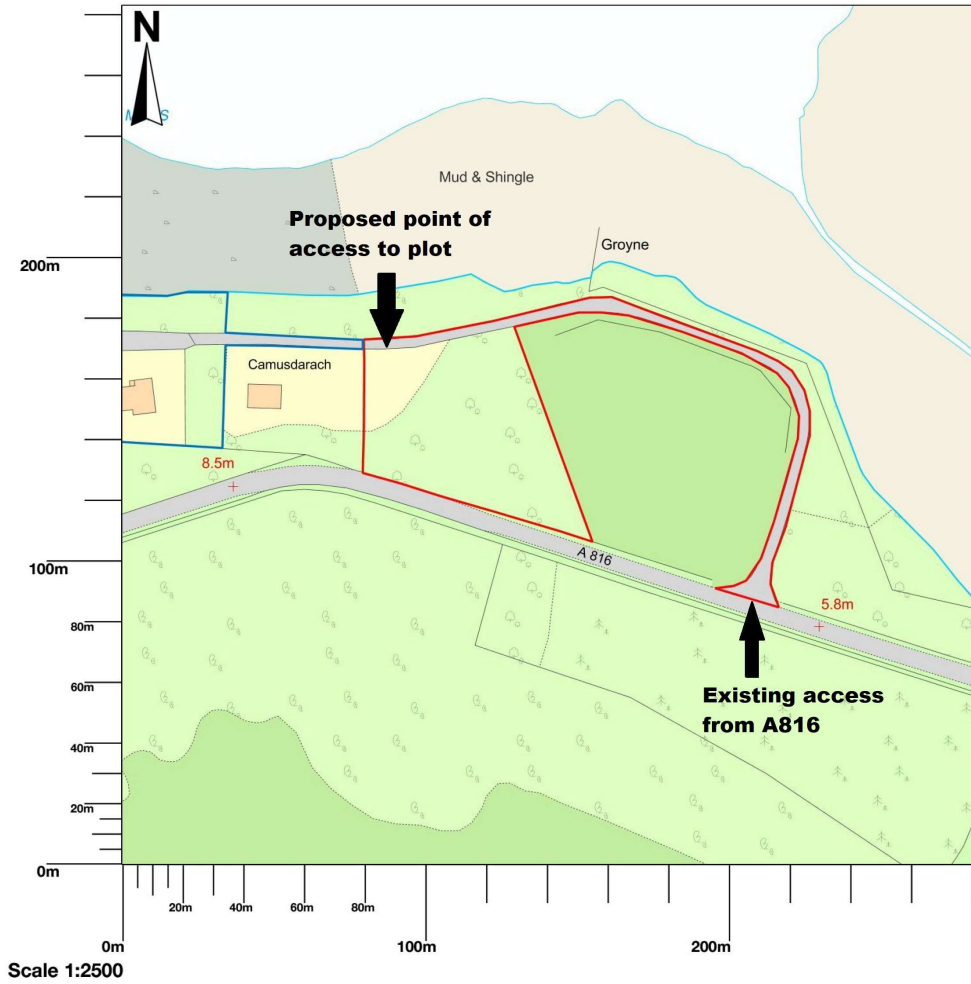 N
Mud & Shingle
Proposed point of
access to plot
Groyne
200m
Camusdarach
8.5m
A 816
100m
5.8m
80m
60m
Existing access
from A816
40m
20m
0m
20m
40m
60m
80m
0m
100m
200m
Scale 1:2500